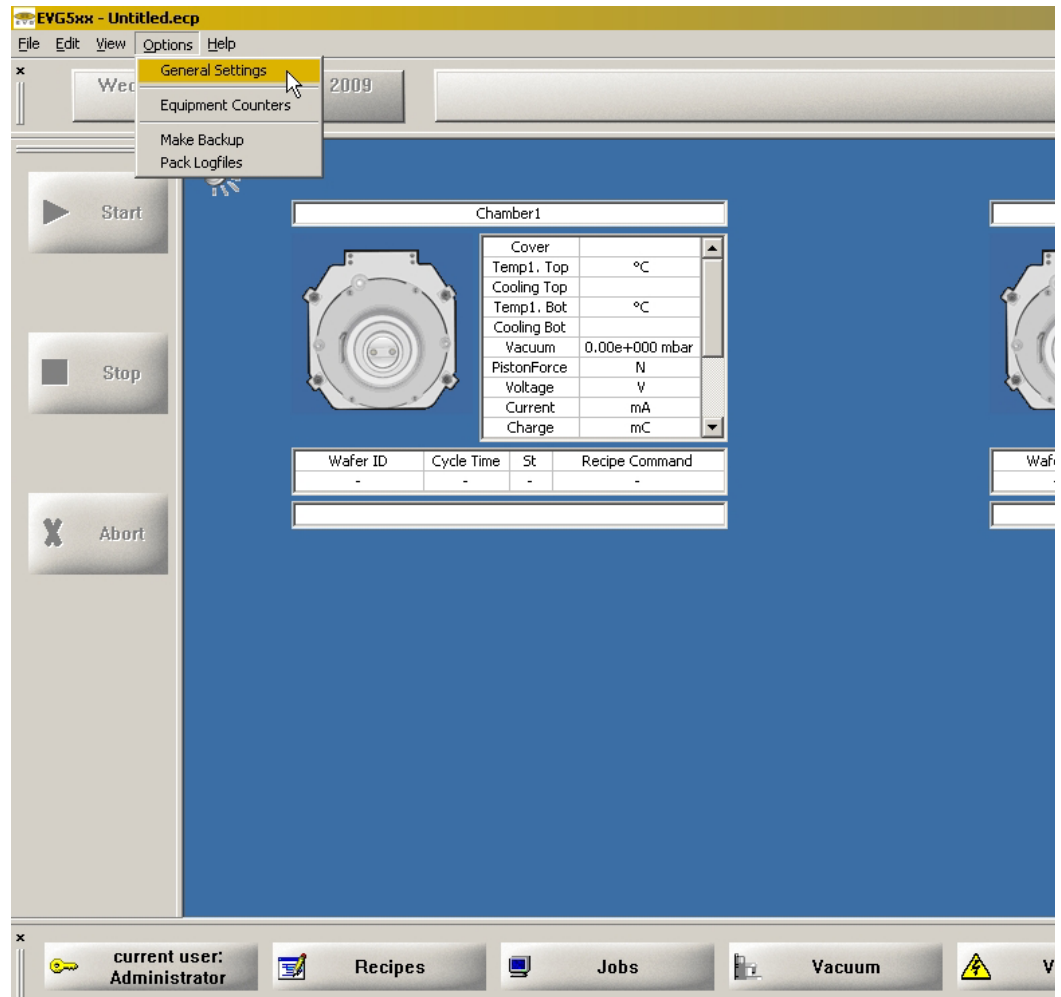 EVG5xx - Untitled.ecp
File Edit View Options Help
General Settings
Equipment Counters
Make Backup
Pack Logfiles
Wed 2009
Start
Stop
Abort
Chamber1
Cover
Temp1. Top °C
Cooling Top
Temp1. Bot °C
Cooling Bot
Vacuum 0.00e+000 mbar
PistonForce N
Voltage V
Current mA
Charge mC
Wafer ID Cycle Time St Recipe Command
- - - -
current user:
Administrator
Recipes
Jobs
Vacuum
V